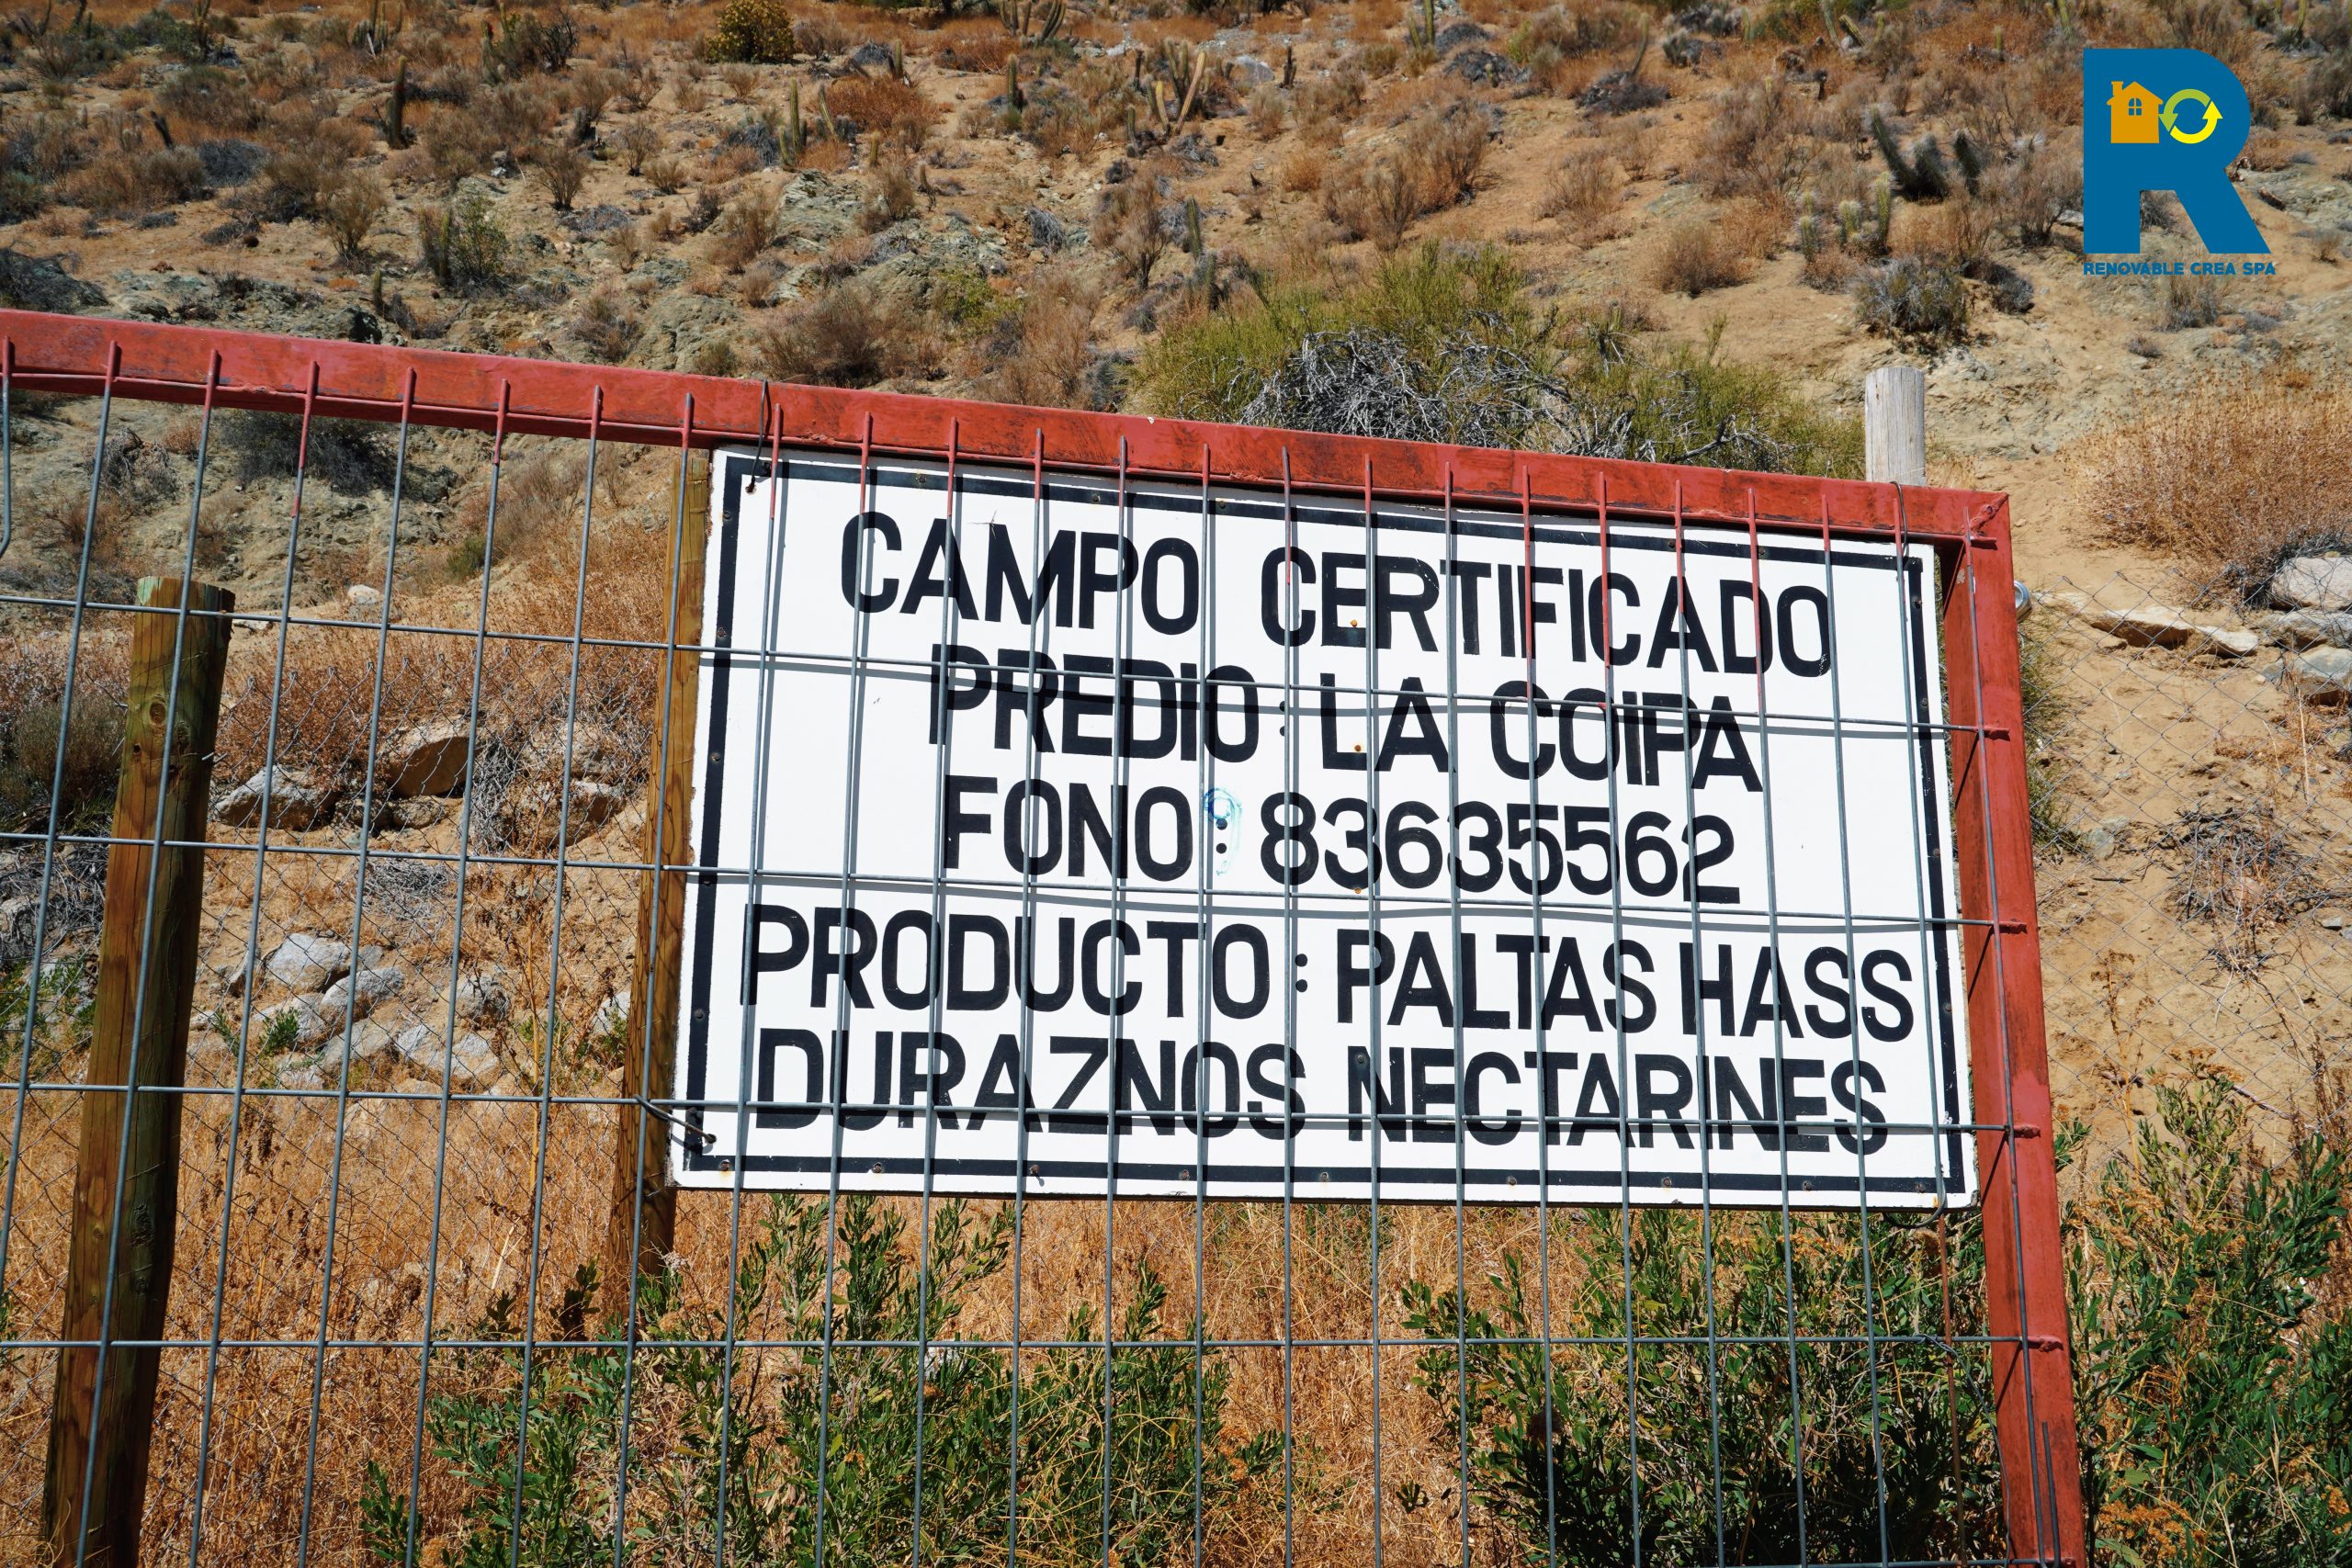 RENOVABLE CREA SPA
CAMPO CERTIFICADO
PREDIO : LA COIPA
FONO : 83635562
PRODUCTO : PALTAS HASS
DURAZNOS NECTARINES